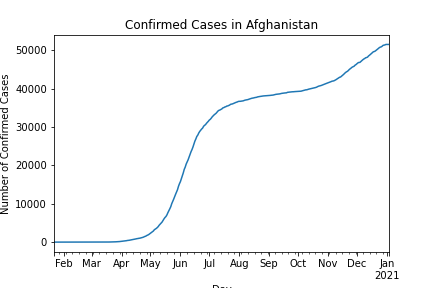 Confirmed Cases in Afghanistan
Number of Confirmed Cases
50000
40000
30000
20000
10000
0
Feb Mar Apr May Jun Jul Aug Sep Oct Nov Dec Jan
2021